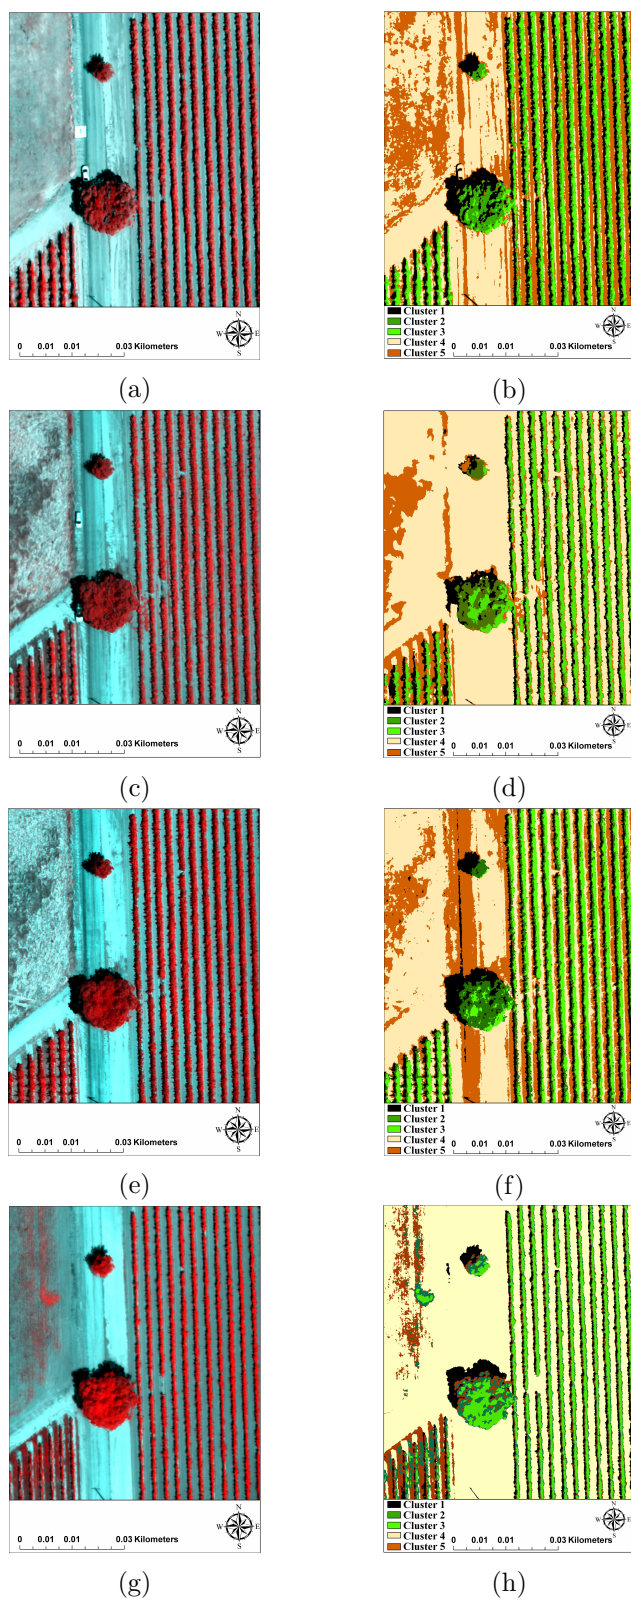 N
W E
S
0 0.01 0.01 0.03 Kilometers
(a)
Cluster 1
Cluster 2
Cluster 3
Cluster 4
Cluster 5
N
W E
S
0 0.01 0.01 0.03 Kilometers
(b)
N
W E
S
0 0.01 0.01 0.03 Kilometers
(c)
Cluster 1
Cluster 2
Cluster 3
Cluster 4
Cluster 5
N
W E
S
0 0.01 0.01 0.03 Kilometers
(d)
N
W E
S
0 0.01 0.01 0.03 Kilometers
(e)
Cluster 1
Cluster 2
Cluster 3
Cluster 4
Cluster 5
N
W E
S
0 0.01 0.01 0.03 Kilometers
(f)
N
W E
S
0 0.01 0.01 0.03 Kilometers
(g)
Cluster 1
Cluster 2
Cluster 3
Cluster 4
Cluster 5
N
W E
S
0 0.01 0.01 0.03 Kilometers
(h)